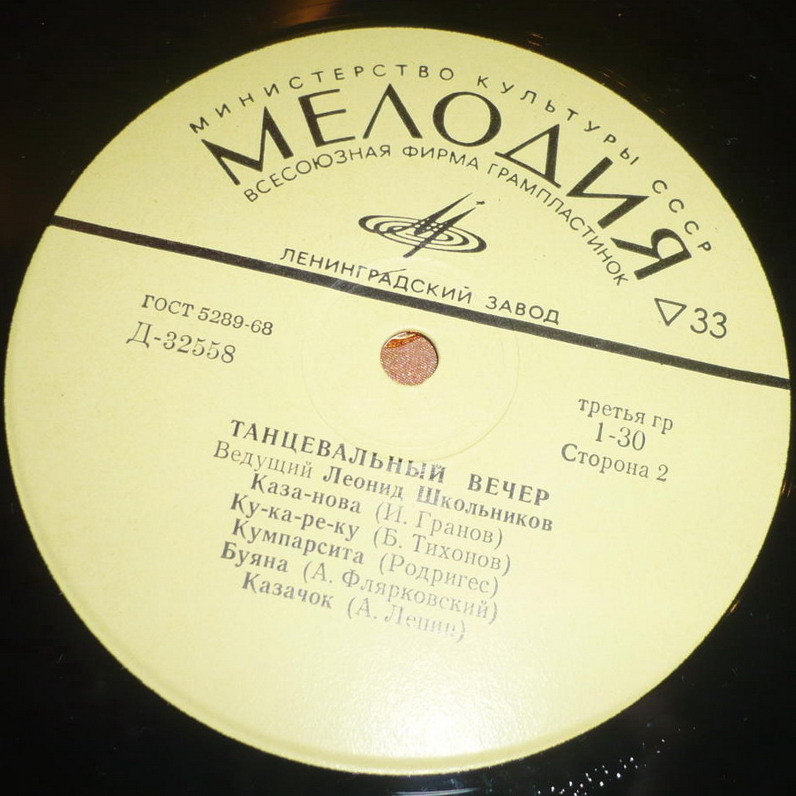 МИНИСТЕРСТВО КУЛЬТУРЫ СССР
МЕЛОДИЯ
ВСЕСОЮЗНАЯ ФИРМА ГРАМПЛАСТИНОК
ЛЕНИНГРАДСКИЙ ЗАВОД
33
ГОСТ 5289-68
Д-32558
третья гр
1-30
Сторона 2
ТАНЦЕВАЛЬНЫЙ ВЕЧЕР
Ведущий Леонид Школьников
Каза-нова (И. Гранов)
Ку-ка-ре-ку (Б. Тихонов)
Кумпарсита (Родригес)
Буяна (А. Флярковский)
Казачок (А. Лепин)